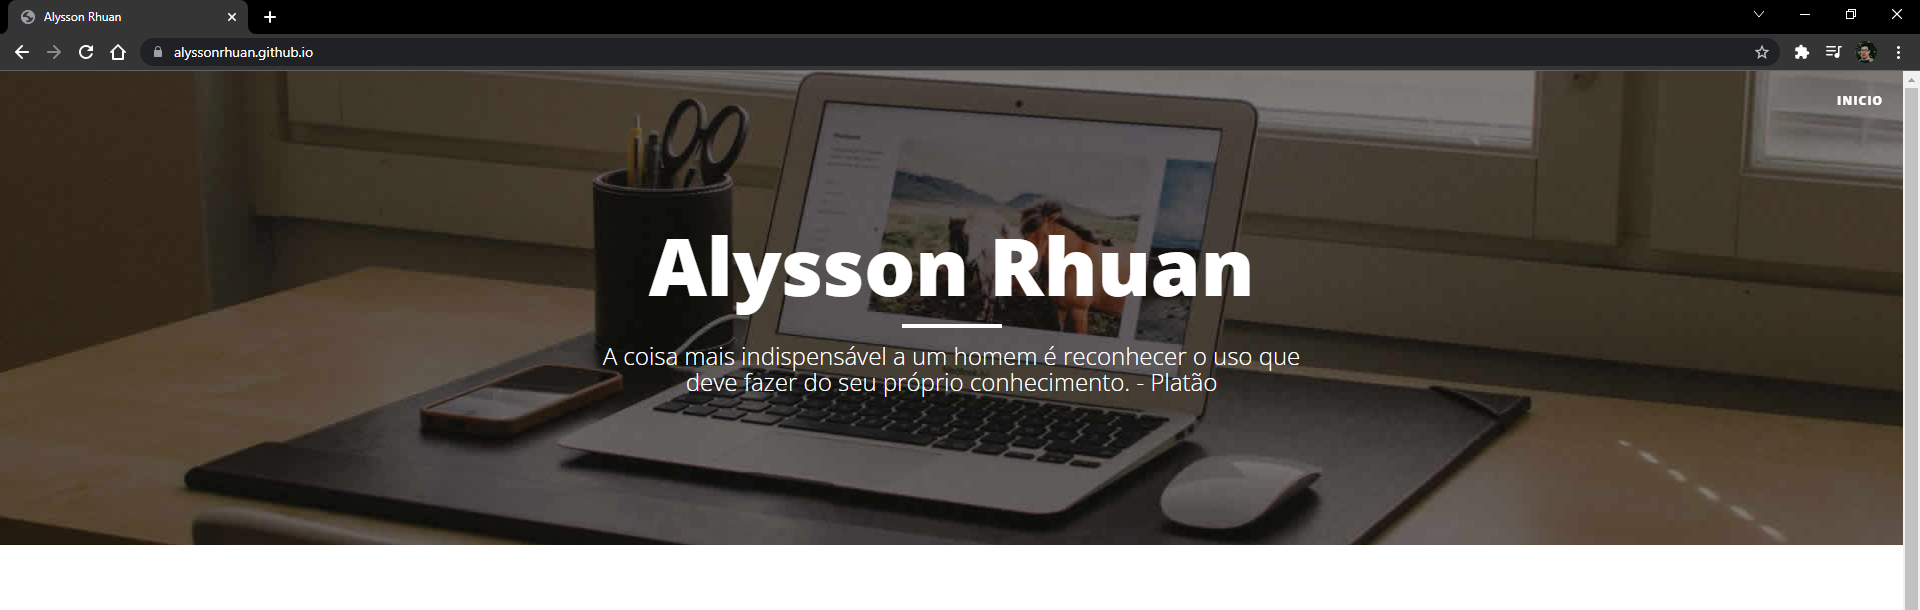 Alysson Rhuan
alyssonrhuan.github.io
INICIO
Alysson Rhuan
A coisa mais indispensável a um homem é reconhecer o uso que
deve fazer do seu próprio conhecimento. - Platão